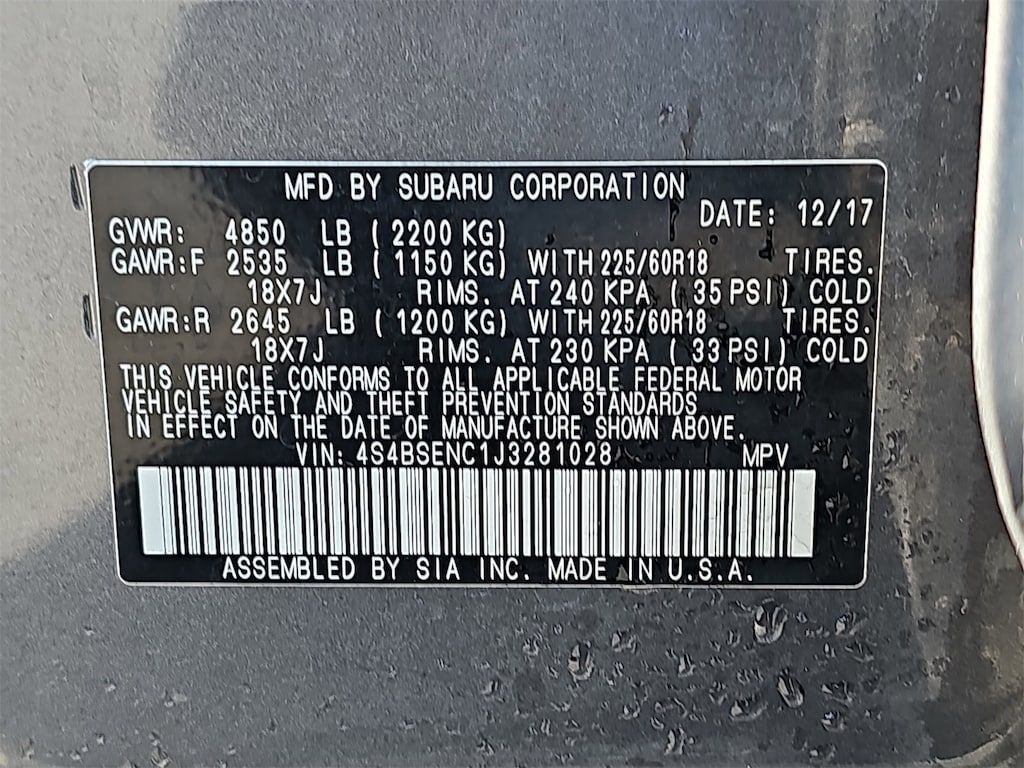 MFD BY SUBARU CORPORATION
DATE: 12/17
GVWR: 4850 LB ( 2200 KG)
GAWR:F 2535 LB ( 1150 KG) WITH 225/60R18 TIRES.
18X7J RIMS. AT 240 KPA ( 35 PSI) COLD
GAWR:R 2645 LB ( 1200 KG) WITH 225/60R18 TIRES.
18X7J RIMS. AT 230 KPA ( 33 PSI) COLD
THIS VEHICLE CONFORMS TO ALL APPLICABLE FEDERAL MOTOR
VEHICLE SAFETY AND THEFT PREVENTION STANDARDS
IN EFFECT ON THE DATE OF MANUFACTURE SHOWN ABOVE.
VIN: 4S4BSENC1J3281028 MPV
ASSEMBLED BY SIA INC. MADE IN U.S.A.